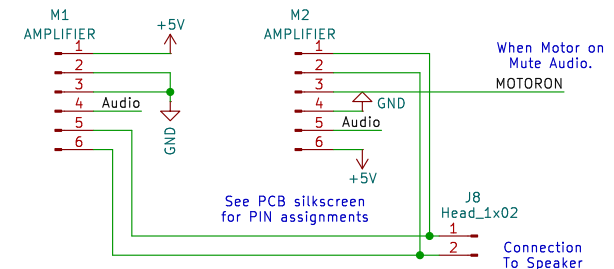 M1
AMPLIFIER
+5V
1
2
3
4
5
6
Audio
GND
M2
AMPLIFIER
1
2
3
4
5
6
GND
Audio
+5V
When Motor on
Mute Audio.
MOTORON
See PCB silkscreen
for PIN assignments
J8
Head_1x02
1
2
Connection
To Speaker